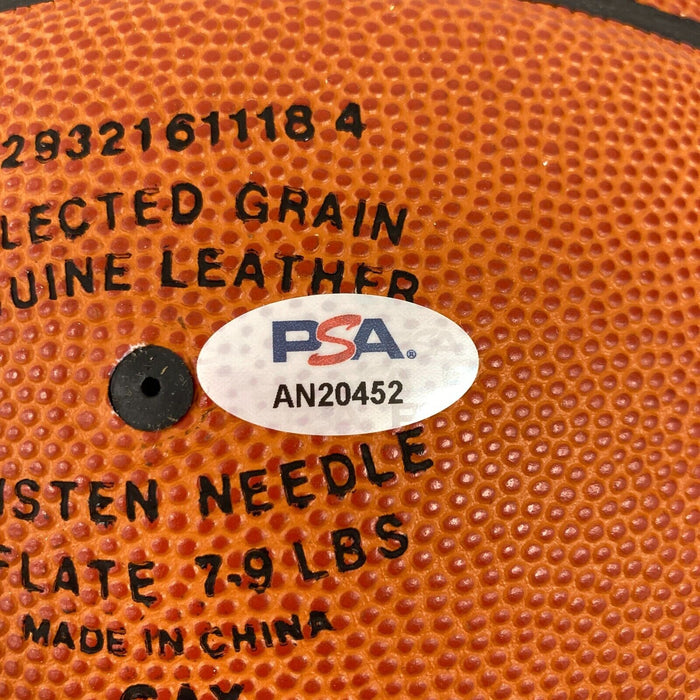 2932161118 4
LECTED GRAIN
UINE LEATHER
PSA®
AN20452
ISTEN NEEDLE
FLATE 7-9 LBS
MADE IN CHINA